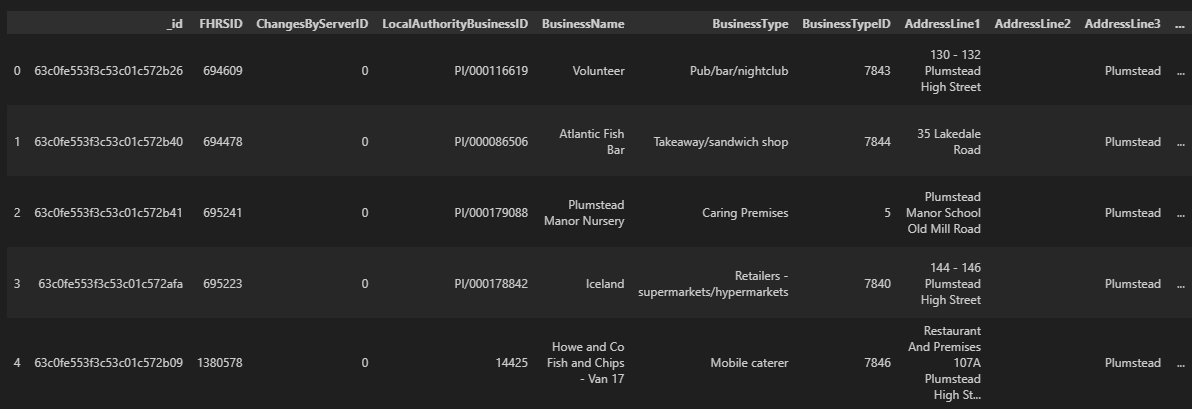 _id FHRSID ChangesByServerID LocalAuthorityBusinessID BusinessName BusinessType BusinessTypeID AddressLine1 AddressLine2 AddressLine3 ...
0 63c0fe553f3c53c01c572b26 694609 0 PI/000116619 Volunteer Pub/bar/nightclub 7843 130 - 132 Plumstead High Street Plumstead ...
1 63c0fe553f3c53c01c572b40 694478 0 PI/000086506 Atlantic Fish Bar Takeaway/sandwich shop 7844 35 Lakedale Road Plumstead ...
2 63c0fe553f3c53c01c572b41 695241 0 PI/000179088 Plumstead Manor Nursery Caring Premises 5 Plumstead Manor School Old Mill Road Plumstead ...
3 63c0fe553f3c53c01c572afa 695223 0 PI/000178842 Iceland Retailers - supermarkets/hypermarkets 7840 144 - 146 Plumstead High Street Plumstead ...
4 63c0fe553f3c53c01c572b09 1380578 0 14425 Howe and Co Fish and Chips - Van 17 Mobile caterer 7846 Restaurant And Premises 107A Plumstead High St... Plumstead ...